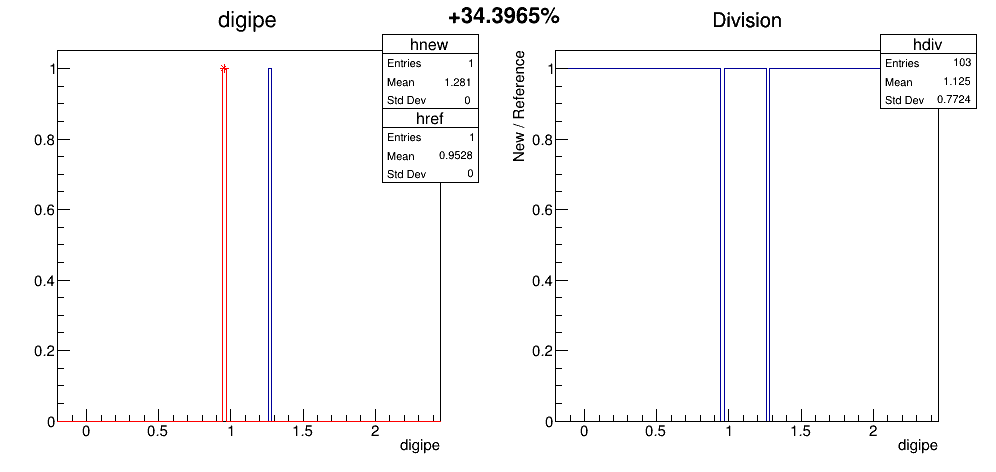 +34.3965%
digipe
hnew
Entries 1
Mean 1.281
Std Dev 0
href
Entries 1
Mean 0.9528
Std Dev 0
1
0.8
0.6
0.4
0.2
0
0 0.5 1 1.5 2
digipe
Division
hdiv
Entries 103
Mean 1.125
Std Dev 0.7724
New / Reference
1
0.8
0.6
0.4
0.2
0
0 0.5 1 1.5 2
digipe